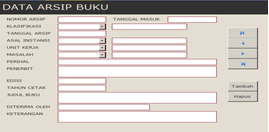 DATA ARSIP BUKU
NOMOR ARSIP TANGGAL MASUK
KLASIFIKASI
TANGGAL ARSIP
ASAL INSTANSI
UNIT KERJA
MASALAH
PERIHAL
PENERBIT
EDISI
TAHUN CETAK Tambah
JUDUL BUKU Hapus
DITERIMA OLEH
KETERANGAN